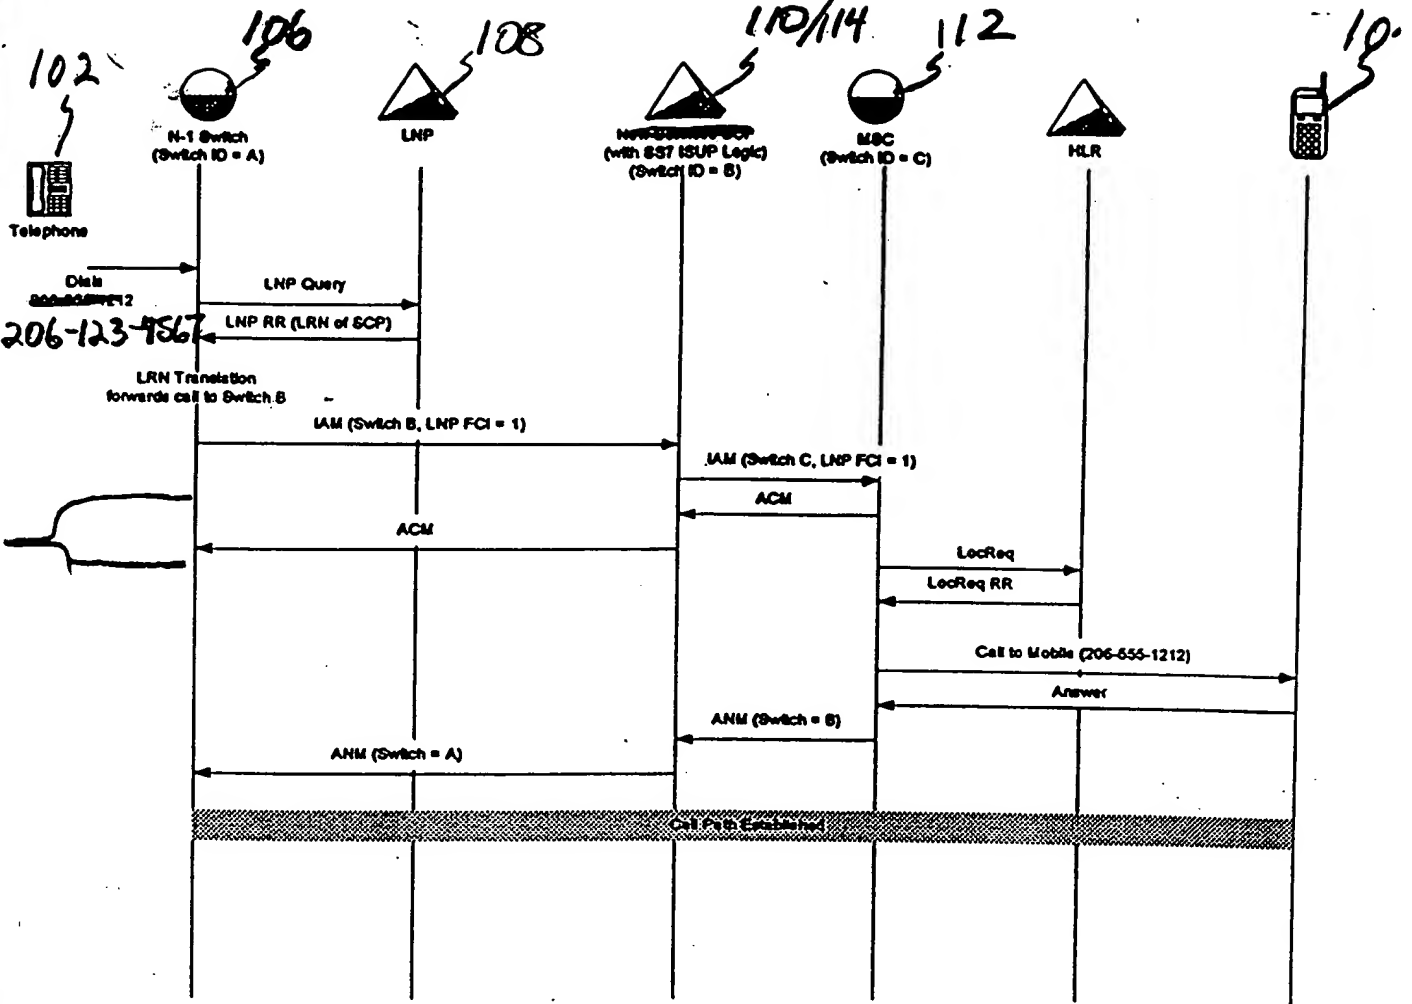 106
108
110/114
112
10
102
N-1 Switch
(Switch ID = A)
LNP
(with SS7 ISUP Logic)
(Switch ID = B)
MSC
(Switch ID = C)
HLR
Telephone
Dials
206-123-4567
LNP Query
LNP RR (LRN of SCP)
LRN Translation
forwards call to Switch B
IAM (Switch B, LNP FCI = 1)
IAM (Switch C, LNP FCI = 1)
ACM
ACM
LocReq
LocReq RR
Call to Mobile (206-555-1212)
Answer
ANM (Switch = B)
ANM (Switch = A)
Call Path Established